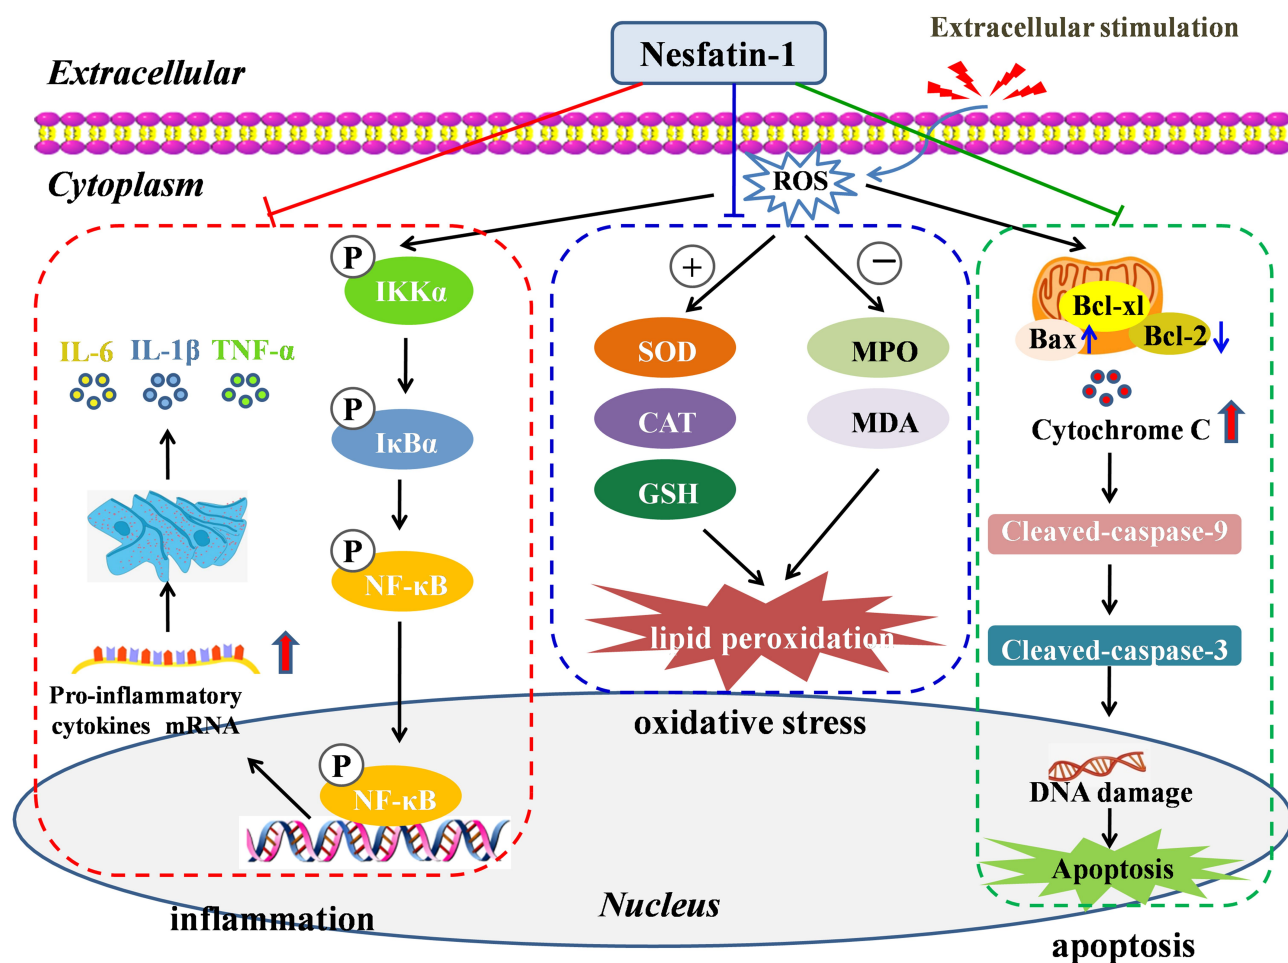 Nesfatin-1
Extracellular stimulation
Extracellular
Cytoplasm
ROS
P
IKKα
P
IκBα
P
NF-κB
P
NF-κB
IL-6 IL-1β TNF-α
Pro-inflammatory
cytokines mRNA
inflammation
+
−
SOD
CAT
GSH
MPO
MDA
lipid peroxidation
oxidative stress
Nucleus
Bcl-xl
Bax
Bcl-2
Cytochrome C
Cleaved-caspase-9
Cleaved-caspase-3
DNA damage
Apoptosis
apoptosis